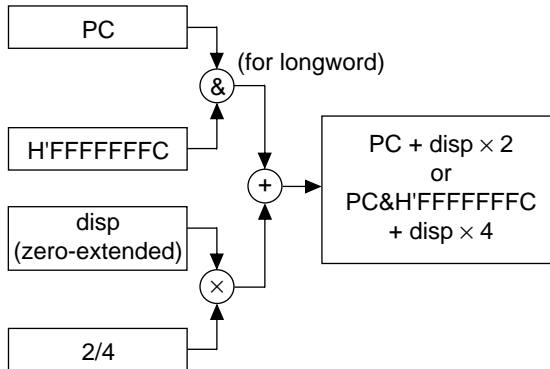 PC
&
(for longword)
H'FFFFFFFC
+
PC + disp × 2
or
PC&H'FFFFFFFC
+ disp × 4
disp
(zero-extended)
×
2/4